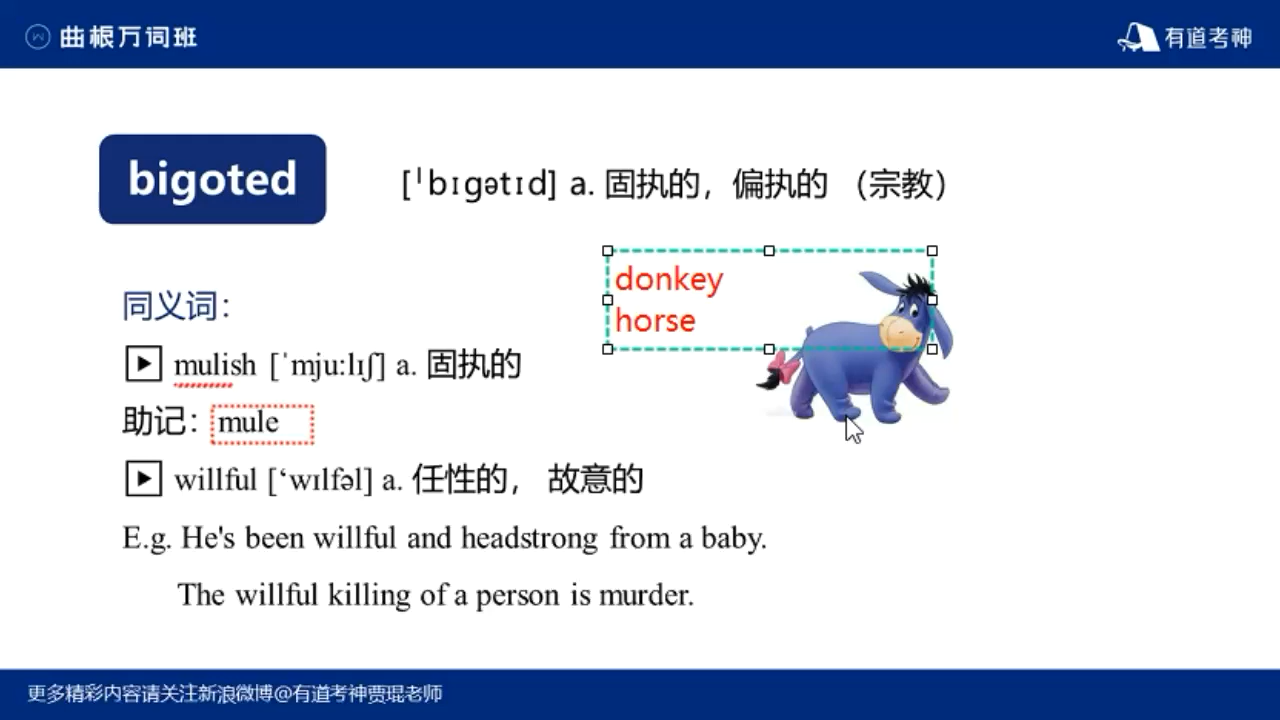 曲根万词班
有道考神
bigoted
[ˈbɪgətɪd] a. 固执的，偏执的 （宗教）
donkey
horse
同义词：
mulish [ˈmju:lɪʃ] a. 固执的
助记：mule
willful [‘wɪlfəl] a. 任性的， 故意的
E.g. He's been willful and headstrong from a baby.
The willful killing of a person is murder.
更多精彩内容请关注新浪微博@有道考神贾琨老师